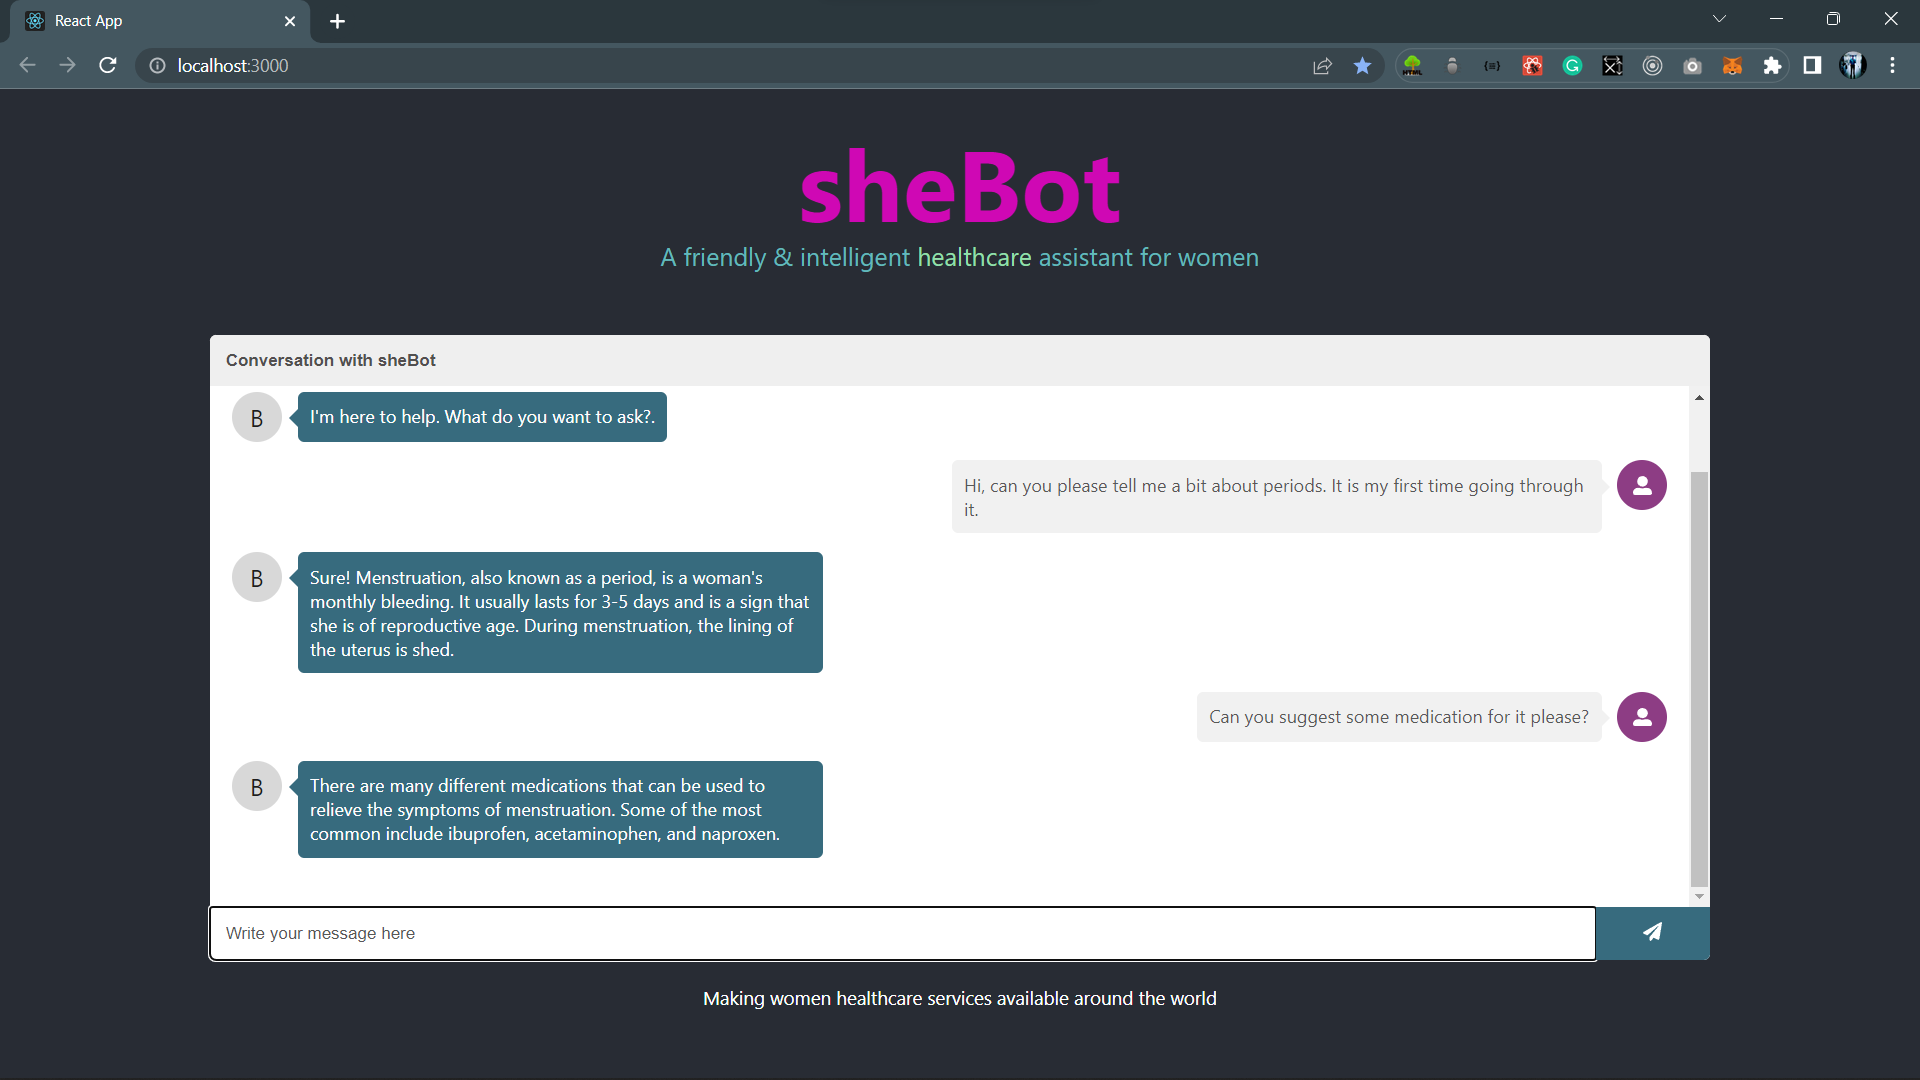 React App
localhost:3000
HTML
sheBot
A friendly & intelligent healthcare assistant for women
Conversation with sheBot
B
I'm here to help. What do you want to ask?.
Hi, can you please tell me a bit about periods. It is my first time going through
it.
B
Sure! Menstruation, also known as a period, is a woman's
monthly bleeding. It usually lasts for 3-5 days and is a sign that
she is of reproductive age. During menstruation, the lining of
the uterus is shed.
Can you suggest some medication for it please?
B
There are many different medications that can be used to
relieve the symptoms of menstruation. Some of the most
common include ibuprofen, acetaminophen, and naproxen.
Write your message here
Making women healthcare services available around the world